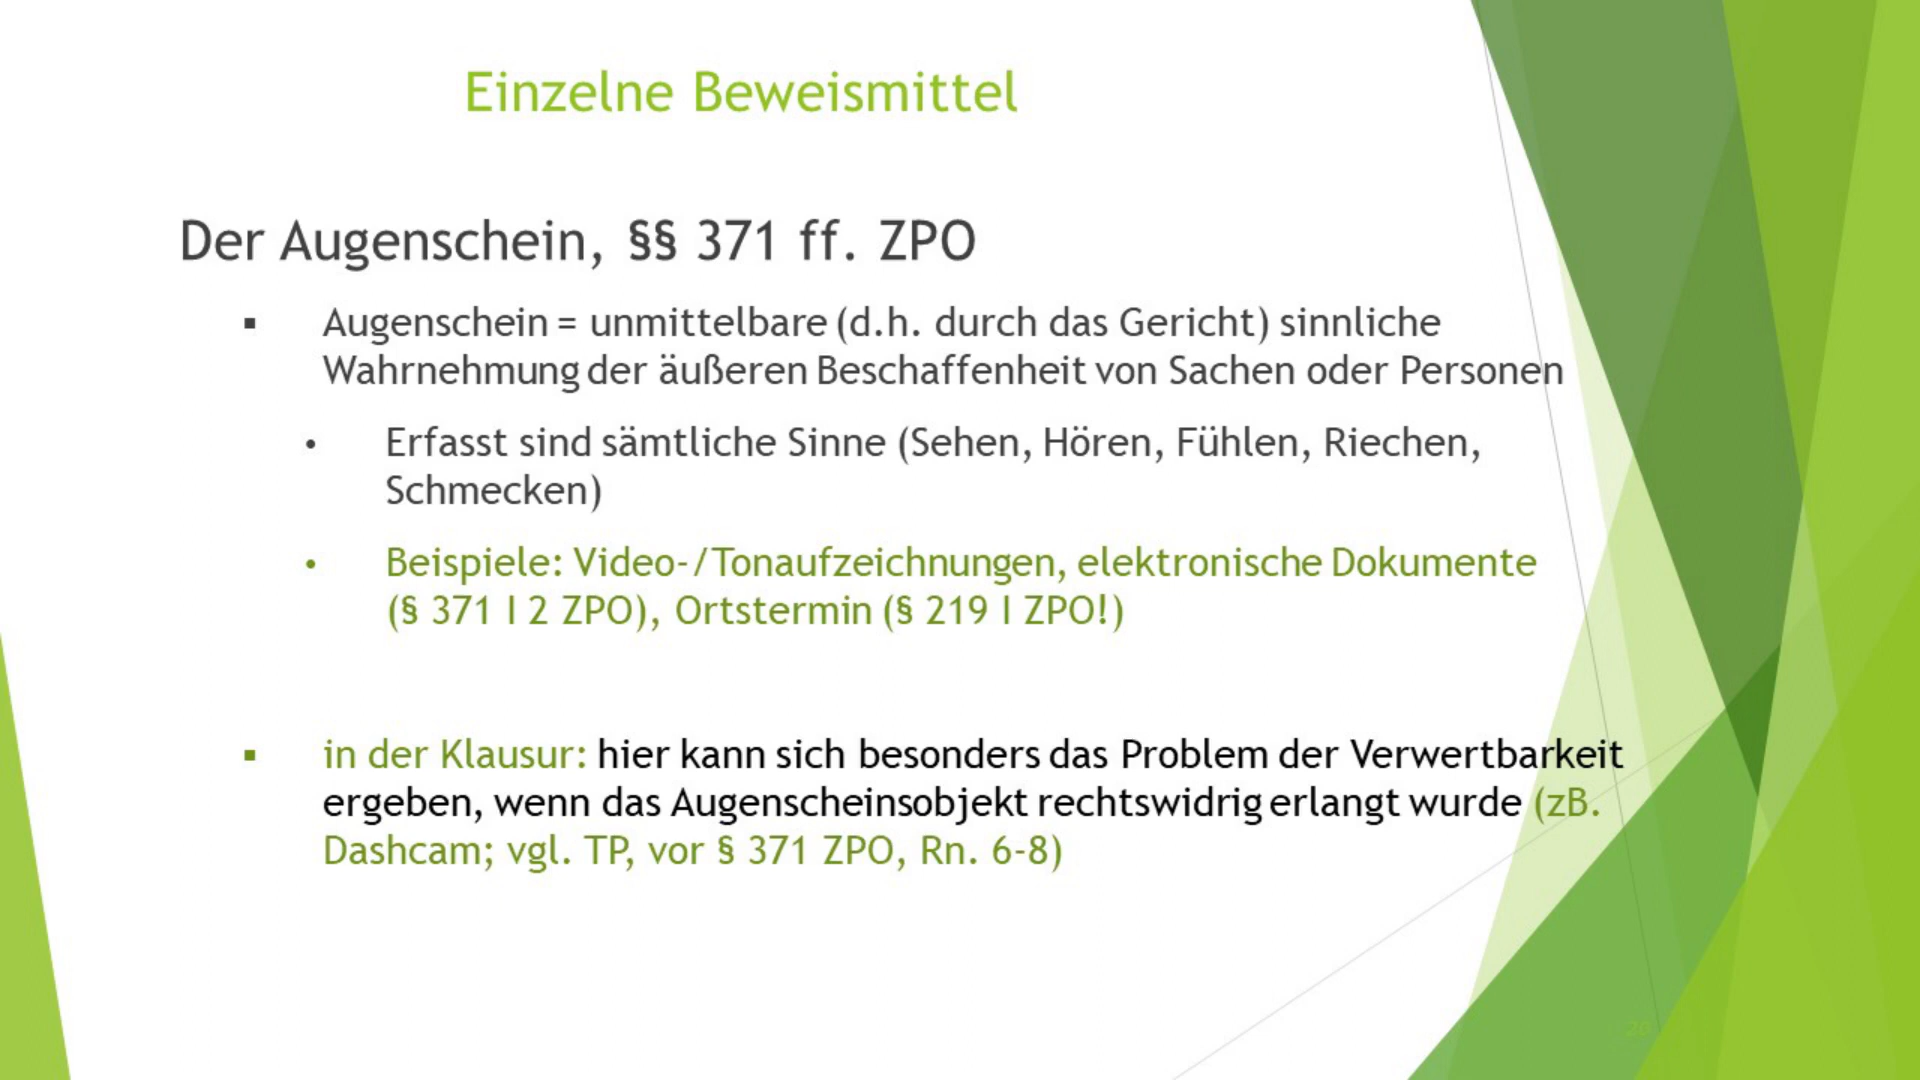 Einzelne Beweismittel
Der Augenschein, §§ 371 ff. ZPO
▪ Augenschein = unmittelbare (d.h. durch das Gericht) sinnliche
Wahrnehmung der äußeren Beschaffenheit von Sachen oder Personen
• Erfasst sind sämtliche Sinne (Sehen, Hören, Fühlen, Riechen,
Schmecken)
• Beispiele: Video-/Tonaufzeichnungen, elektronische Dokumente
(§ 371 I 2 ZPO), Ortstermin (§ 219 I ZPO!)
▪ in der Klausur: hier kann sich besonders das Problem der Verwertbarkeit
ergeben, wenn das Augenscheinsobjekt rechtswidrig erlangt wurde (zB.
Dashcam; vgl. TP, vor § 371 ZPO, Rn. 6-8)